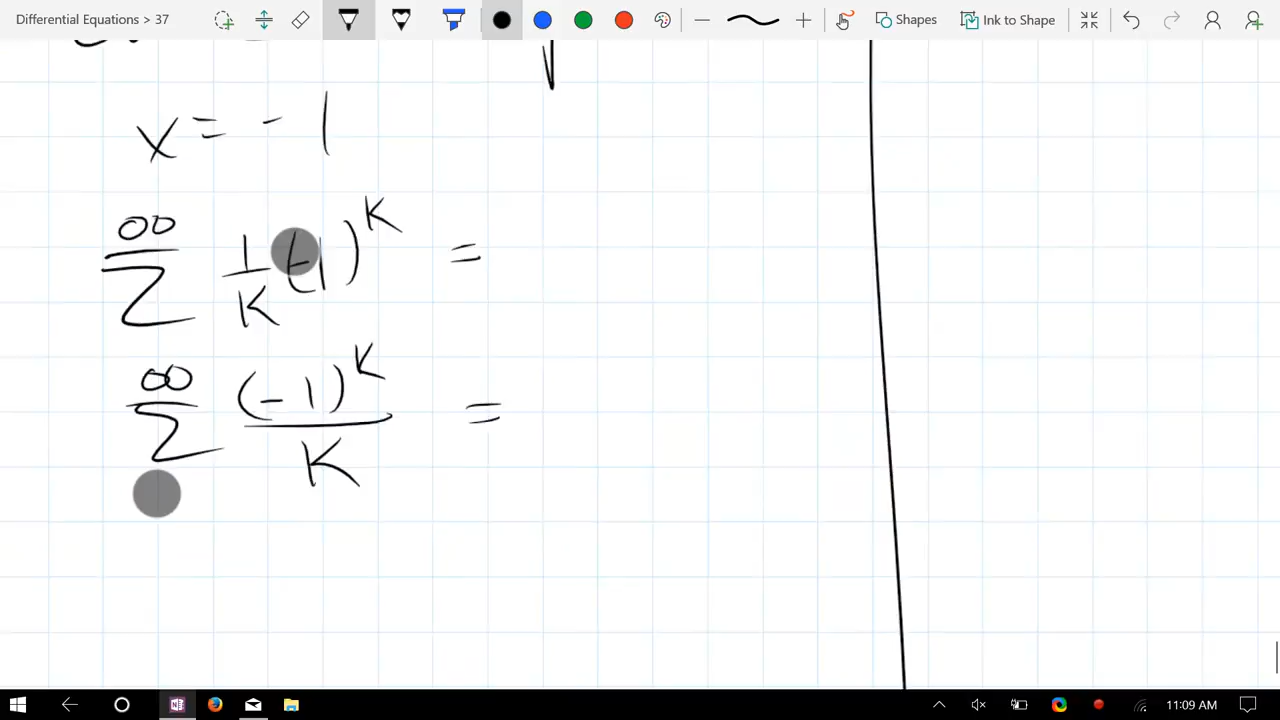 Differential Equations > 37
Shapes
Ink to Shape
x = - 1
∞
∑ 1/K (-1)^K =
∞
∑ (-1)^K / K =
11:09 AM